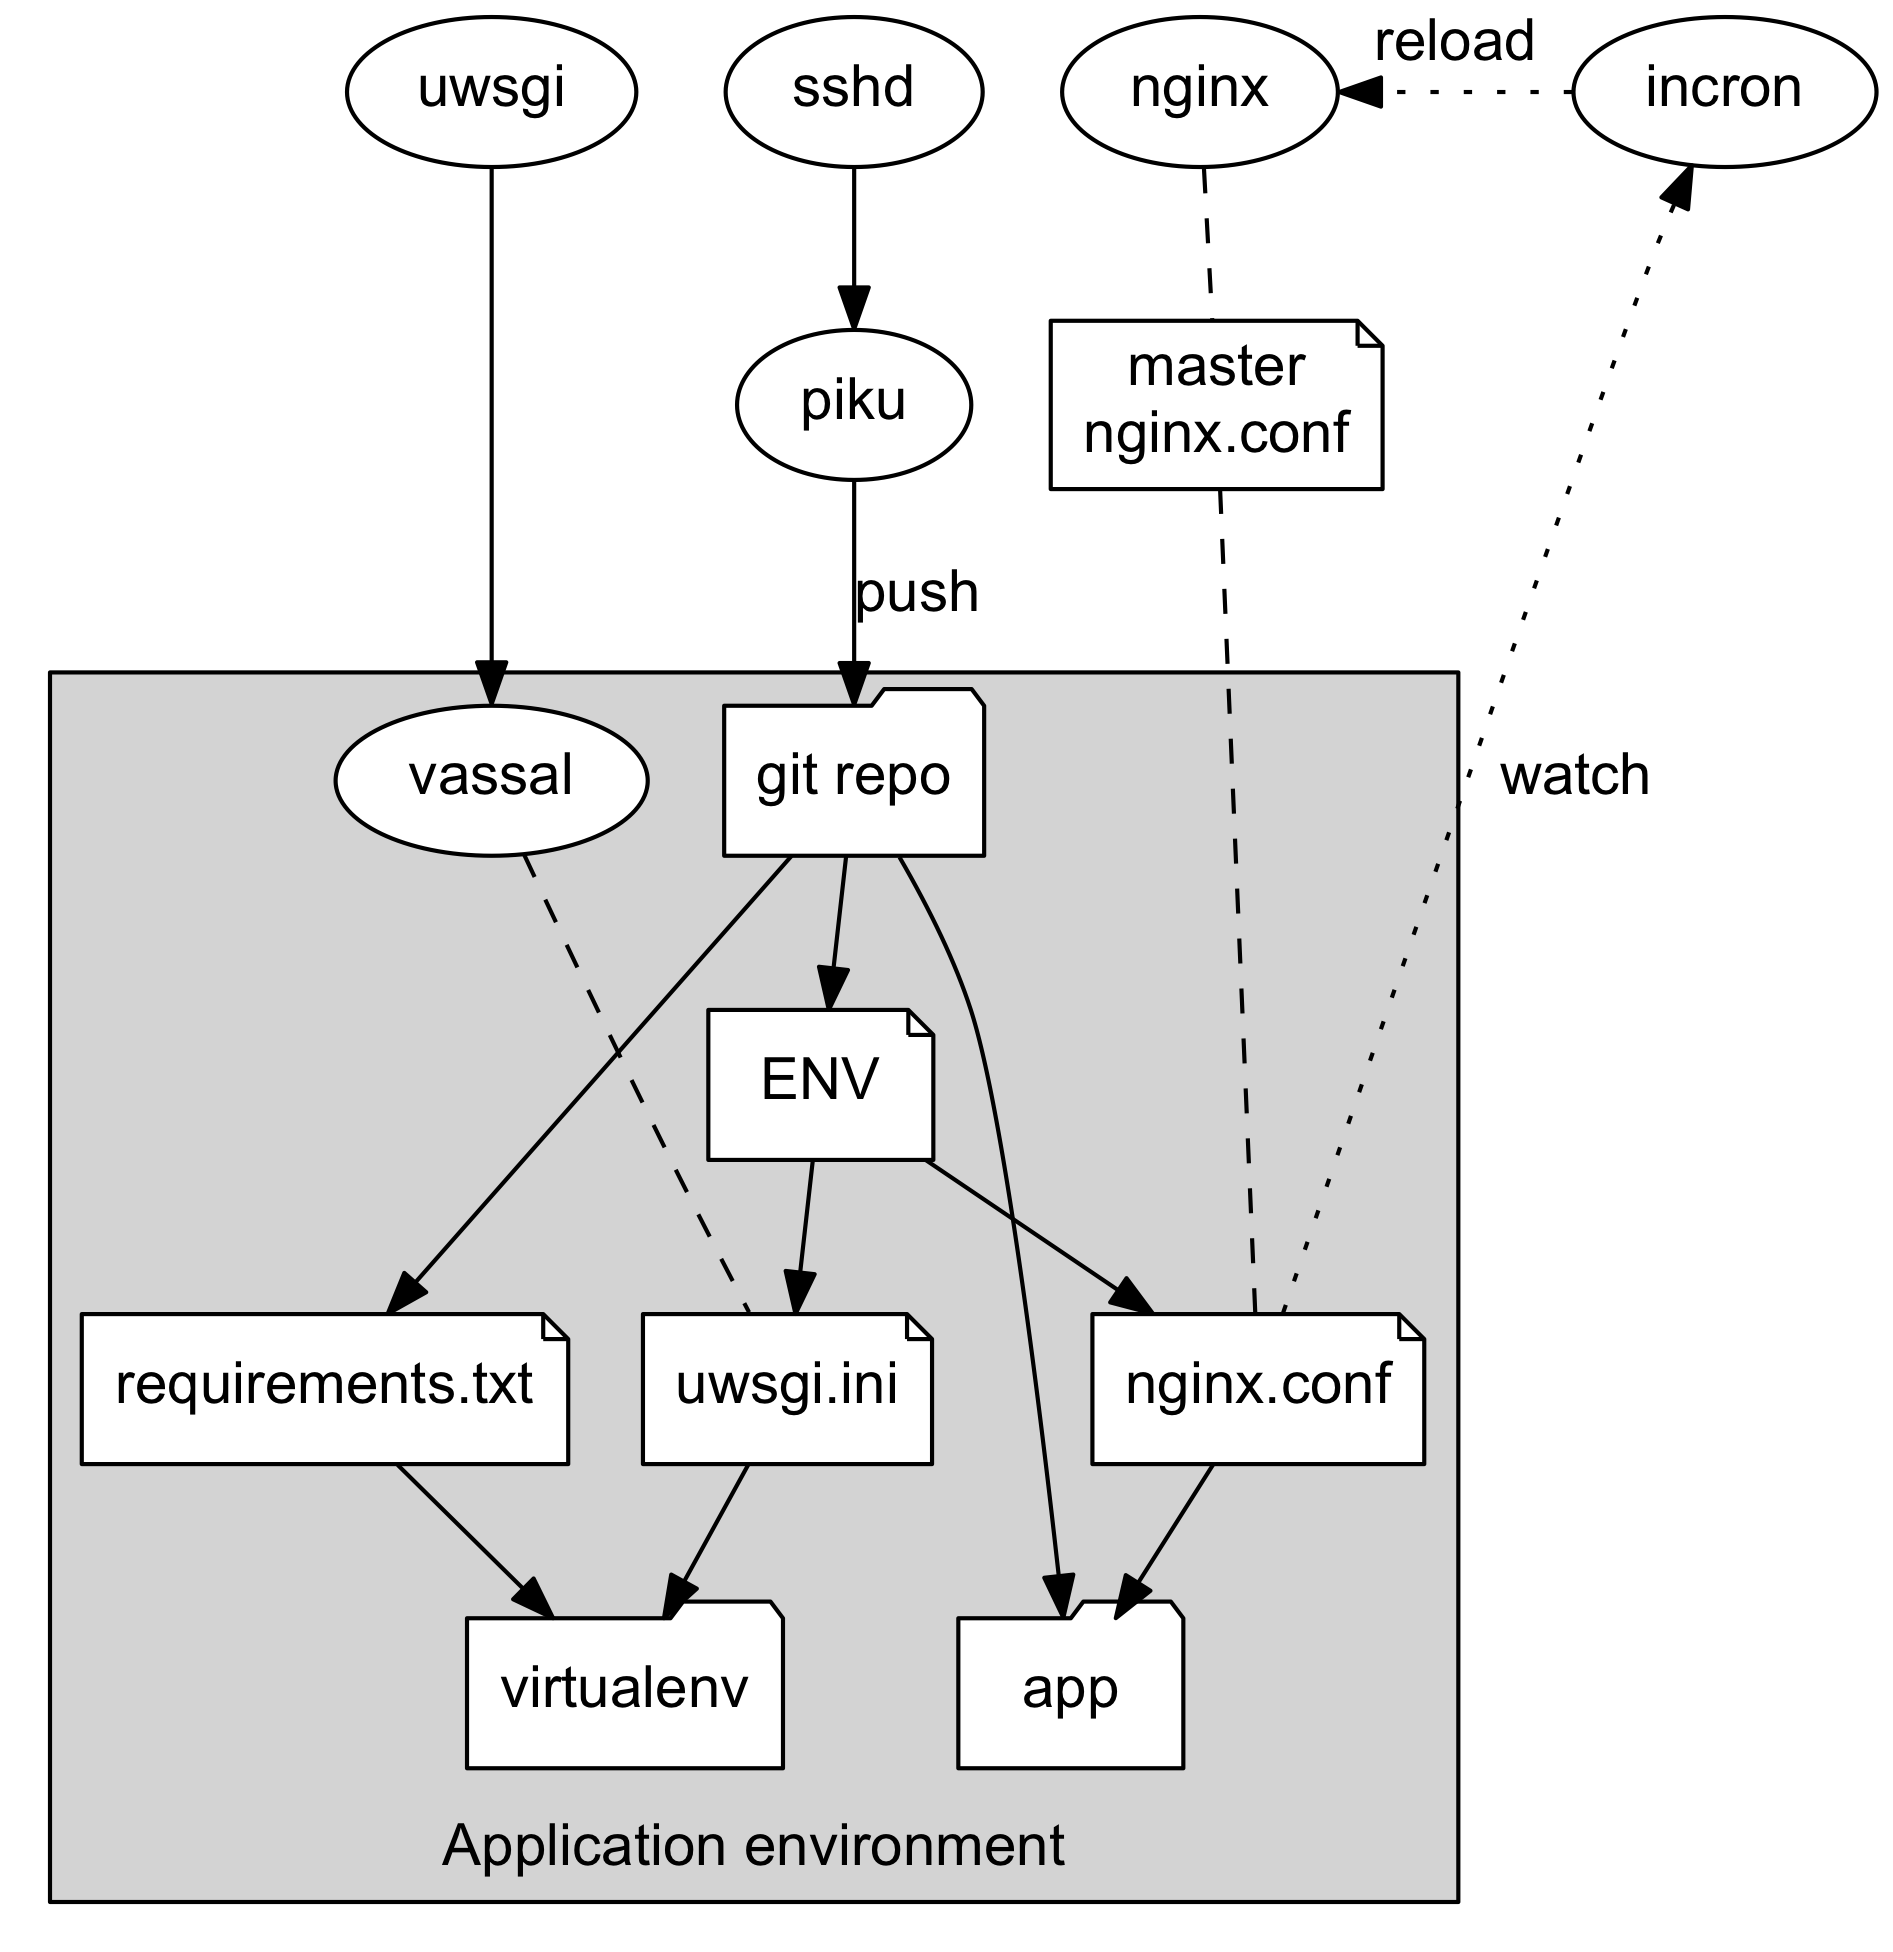 uwsgi
sshd
nginx
reload
incron
piku
master
nginx.conf
push
vassal
git repo
watch
ENV
requirements.txt
uwsgi.ini
nginx.conf
virtualenv
app
Application environment